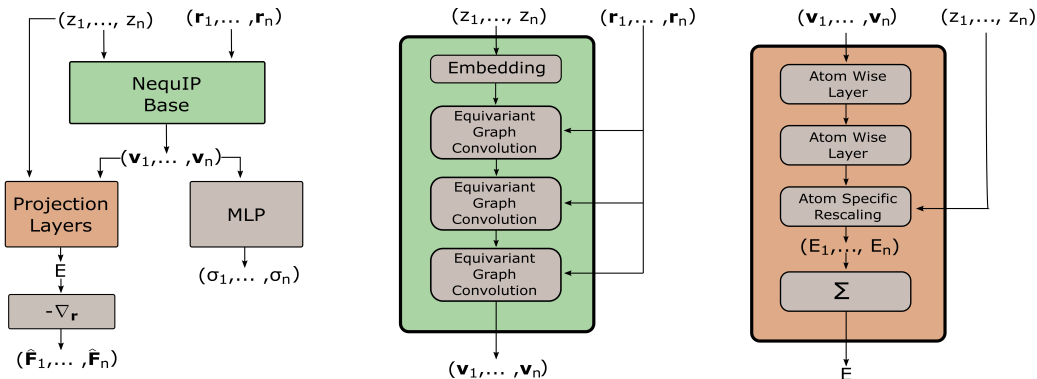 (z₁,..., zₙ)
(r₁,... ,rₙ)
NequIP
Base
(v₁,... ,vₙ)
Projection
Layers
MLP
E
(σ₁,... ,σₙ)
-∇ᵣ
(F̂₁,... ,F̂ₙ)
(z₁,..., zₙ)
(r₁,... ,rₙ)
Embedding
Equivariant
Graph
Convolution
Equivariant
Graph
Convolution
Equivariant
Graph
Convolution
(v₁,... ,vₙ)
(v₁,... ,vₙ)
(z₁,..., zₙ)
Atom Wise
Layer
Atom Wise
Layer
Atom Specific
Rescaling
(E₁,..., Eₙ)
Σ
E